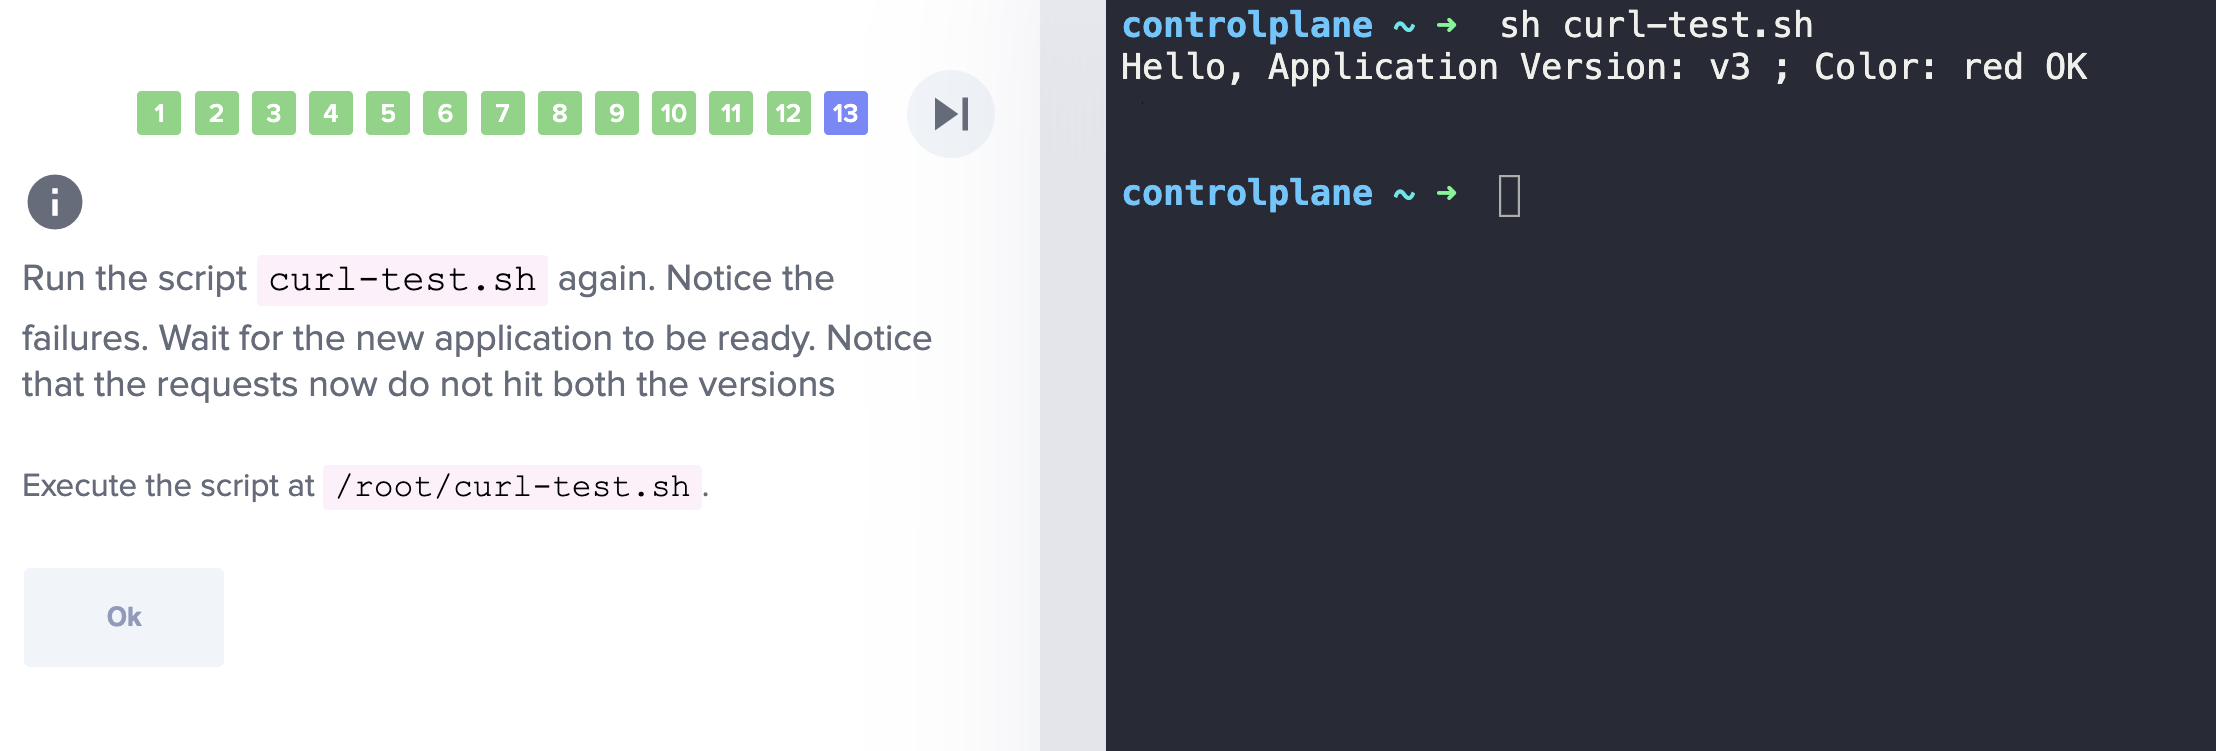 1 2 3 4 5 6 7 8 9 10 11 12 13
i
Run the script curl-test.sh again. Notice the
failures. Wait for the new application to be ready. Notice
that the requests now do not hit both the versions
Execute the script at /root/curl-test.sh.
Ok
controlplane ~ ➜ sh curl-test.sh
Hello, Application Version: v3 ; Color: red OK
controlplane ~ ➜